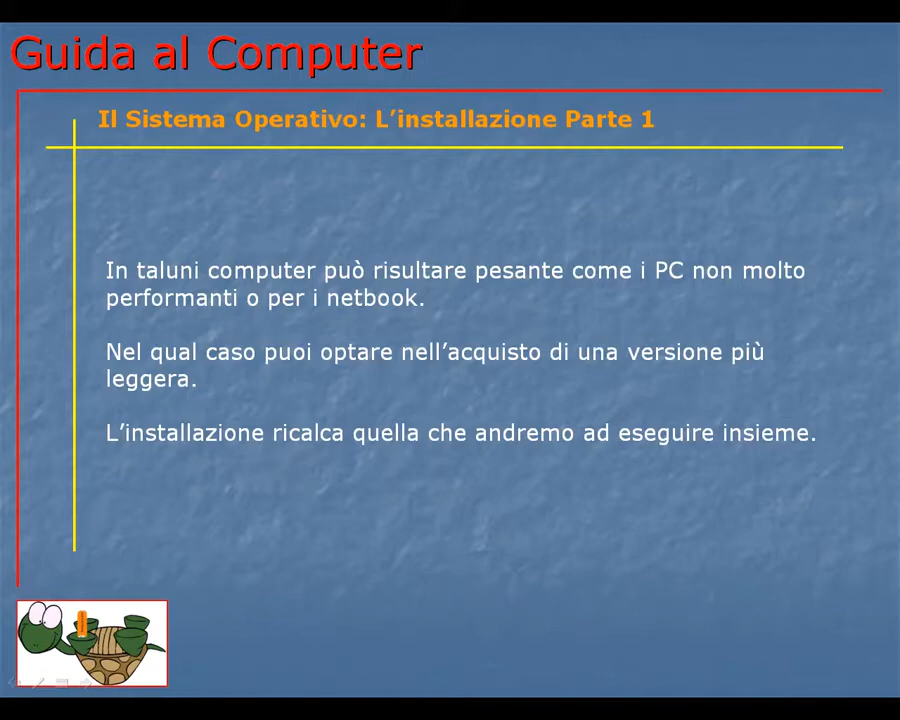 Guida al Computer
Il Sistema Operativo: L’installazione Parte 1
In taluni computer può risultare pesante come i PC non molto
performanti o per i netbook.
Nel qual caso puoi optare nell’acquisto di una versione più
leggera.
L’installazione ricalca quella che andremo ad eseguire insieme.